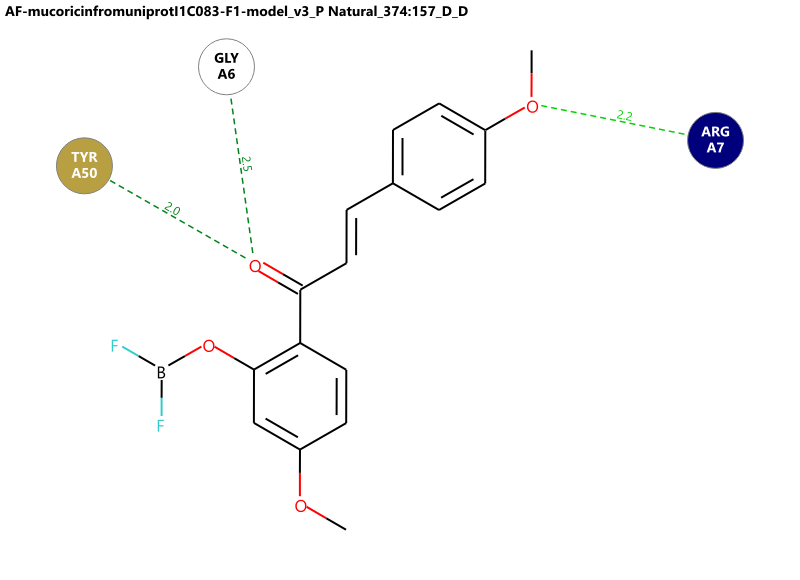 AF-mucoricinfromuniprotI1C083-F1-model_v3_P Natural_374:157_D_D
GLY
A6
O
2.2
ARG
A7
TYR
A50
2.5
2.0
O
F
O
B
F
O